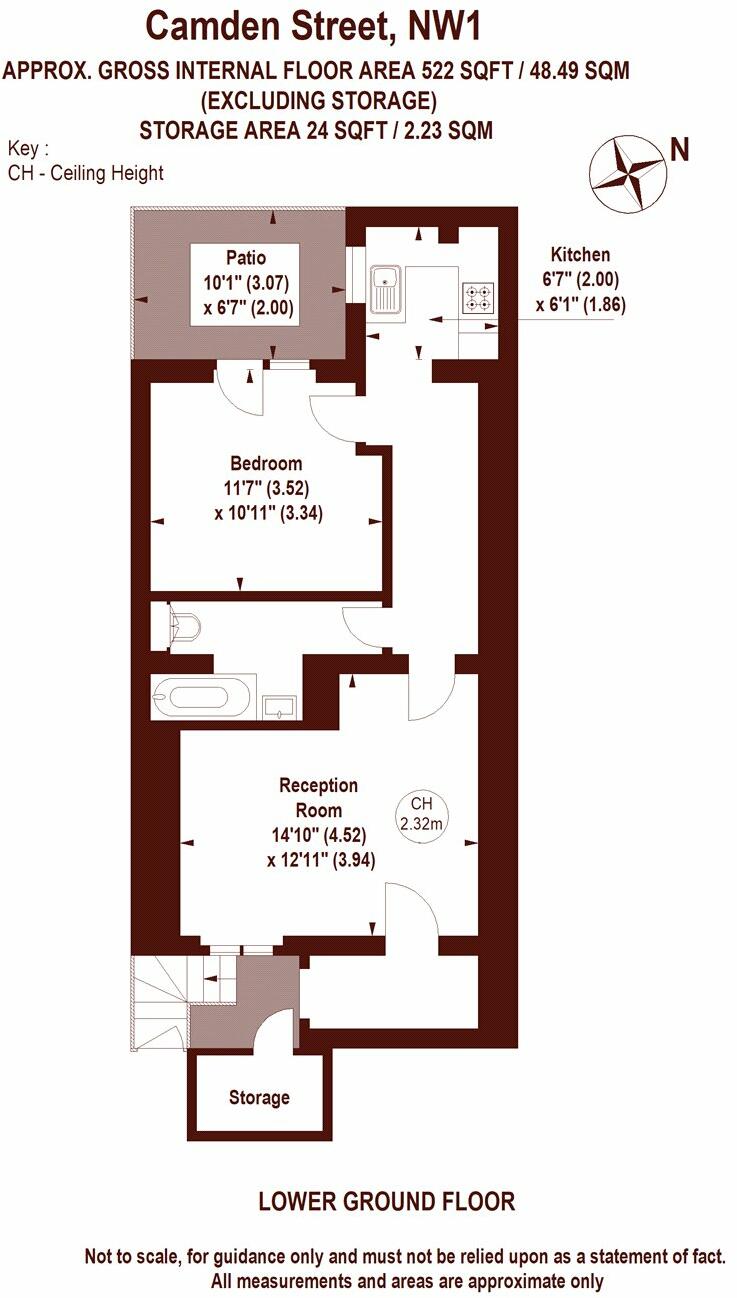 Camden Street, NW1
APPROX. GROSS INTERNAL FLOOR AREA 522 SQFT / 48.49 SQM
(EXCLUDING STORAGE)
STORAGE AREA 24 SQFT / 2.23 SQM
Key :
CH - Ceiling Height
N
Patio
10'1" (3.07)
x 6'7" (2.00)
Kitchen
6'7" (2.00)
x 6'1" (1.86)
Bedroom
11'7" (3.52)
x 10'11" (3.34)
Reception
Room
14'10" (4.52)
x 12'11" (3.94)
CH
2.32m
Storage
LOWER GROUND FLOOR
Not to scale, for guidance only and must not be relied upon as a statement of fact.
All measurements and areas are approximate only